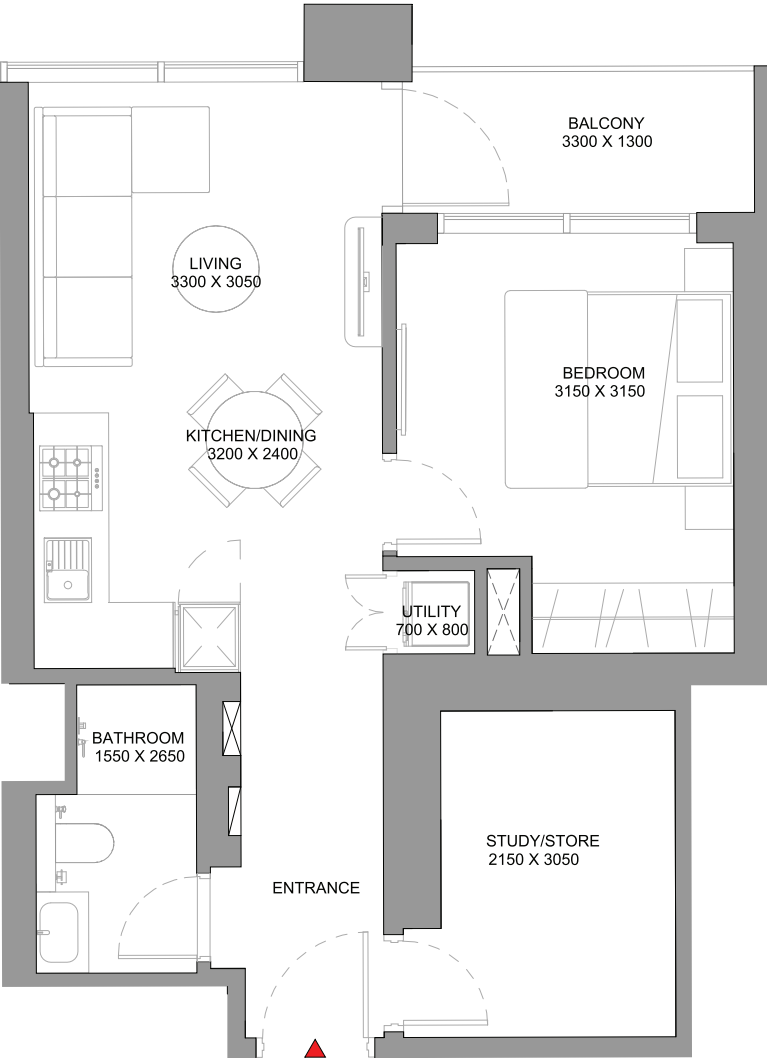 BALCONY
3300 X 1300
LIVING
3300 X 3050
BEDROOM
3150 X 3150
KITCHEN/DINING
3200 X 2400
UTILITY
700 X 800
BATHROOM
1550 X 2650
STUDY/STORE
2150 X 3050
ENTRANCE